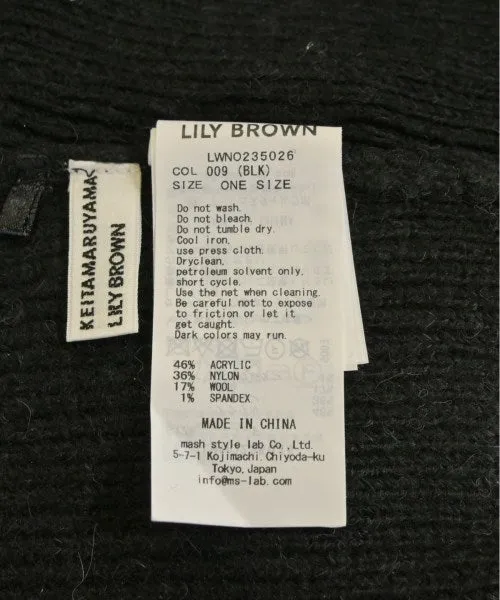 LILY BROWN
LWNO235026
COL 009 (BLK)
SIZE ONE SIZE
Do not wash.
Do not bleach.
Do not tumble dry.
Cool iron.
use press cloth.
Dryclean.
petroleum solvent only.
short cycle.
Use the net when cleaning.
Be careful not to expose
to friction or let it
get caught.
Dark colors may run.
46% ACRYLIC
36% NYLON
17% WOOL
1% SPANDEX
MADE IN CHINA
mash style lab Co.,Ltd.
5-7-1 Kojimachi, Chiyoda-ku
Tokyo, Japan
info@ms-lab.com
KEITAMARUYAMA
LILY BROWN